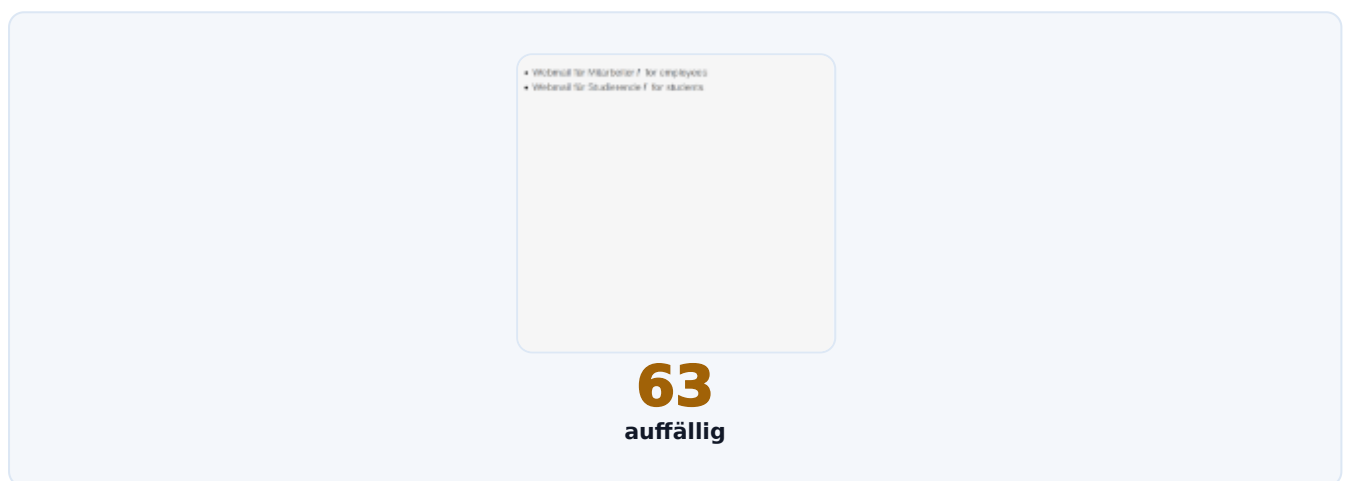 • Webmail für Mitarbeiter / for employees
• Webmail für Studierende / for students
63
auffällig